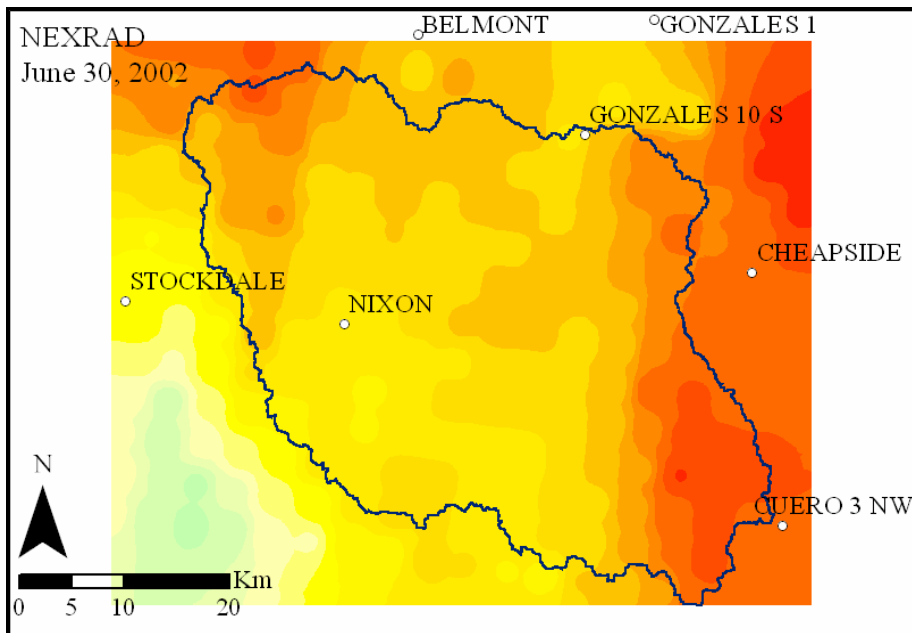 BELMONT
GONZALES 1
NEXRAD
June 30, 2002
GONZALES 10 S
CHEAPSIDE
STOCKDALE
NIXON
N
CUERO 3 NW
Km
0 5 10 20